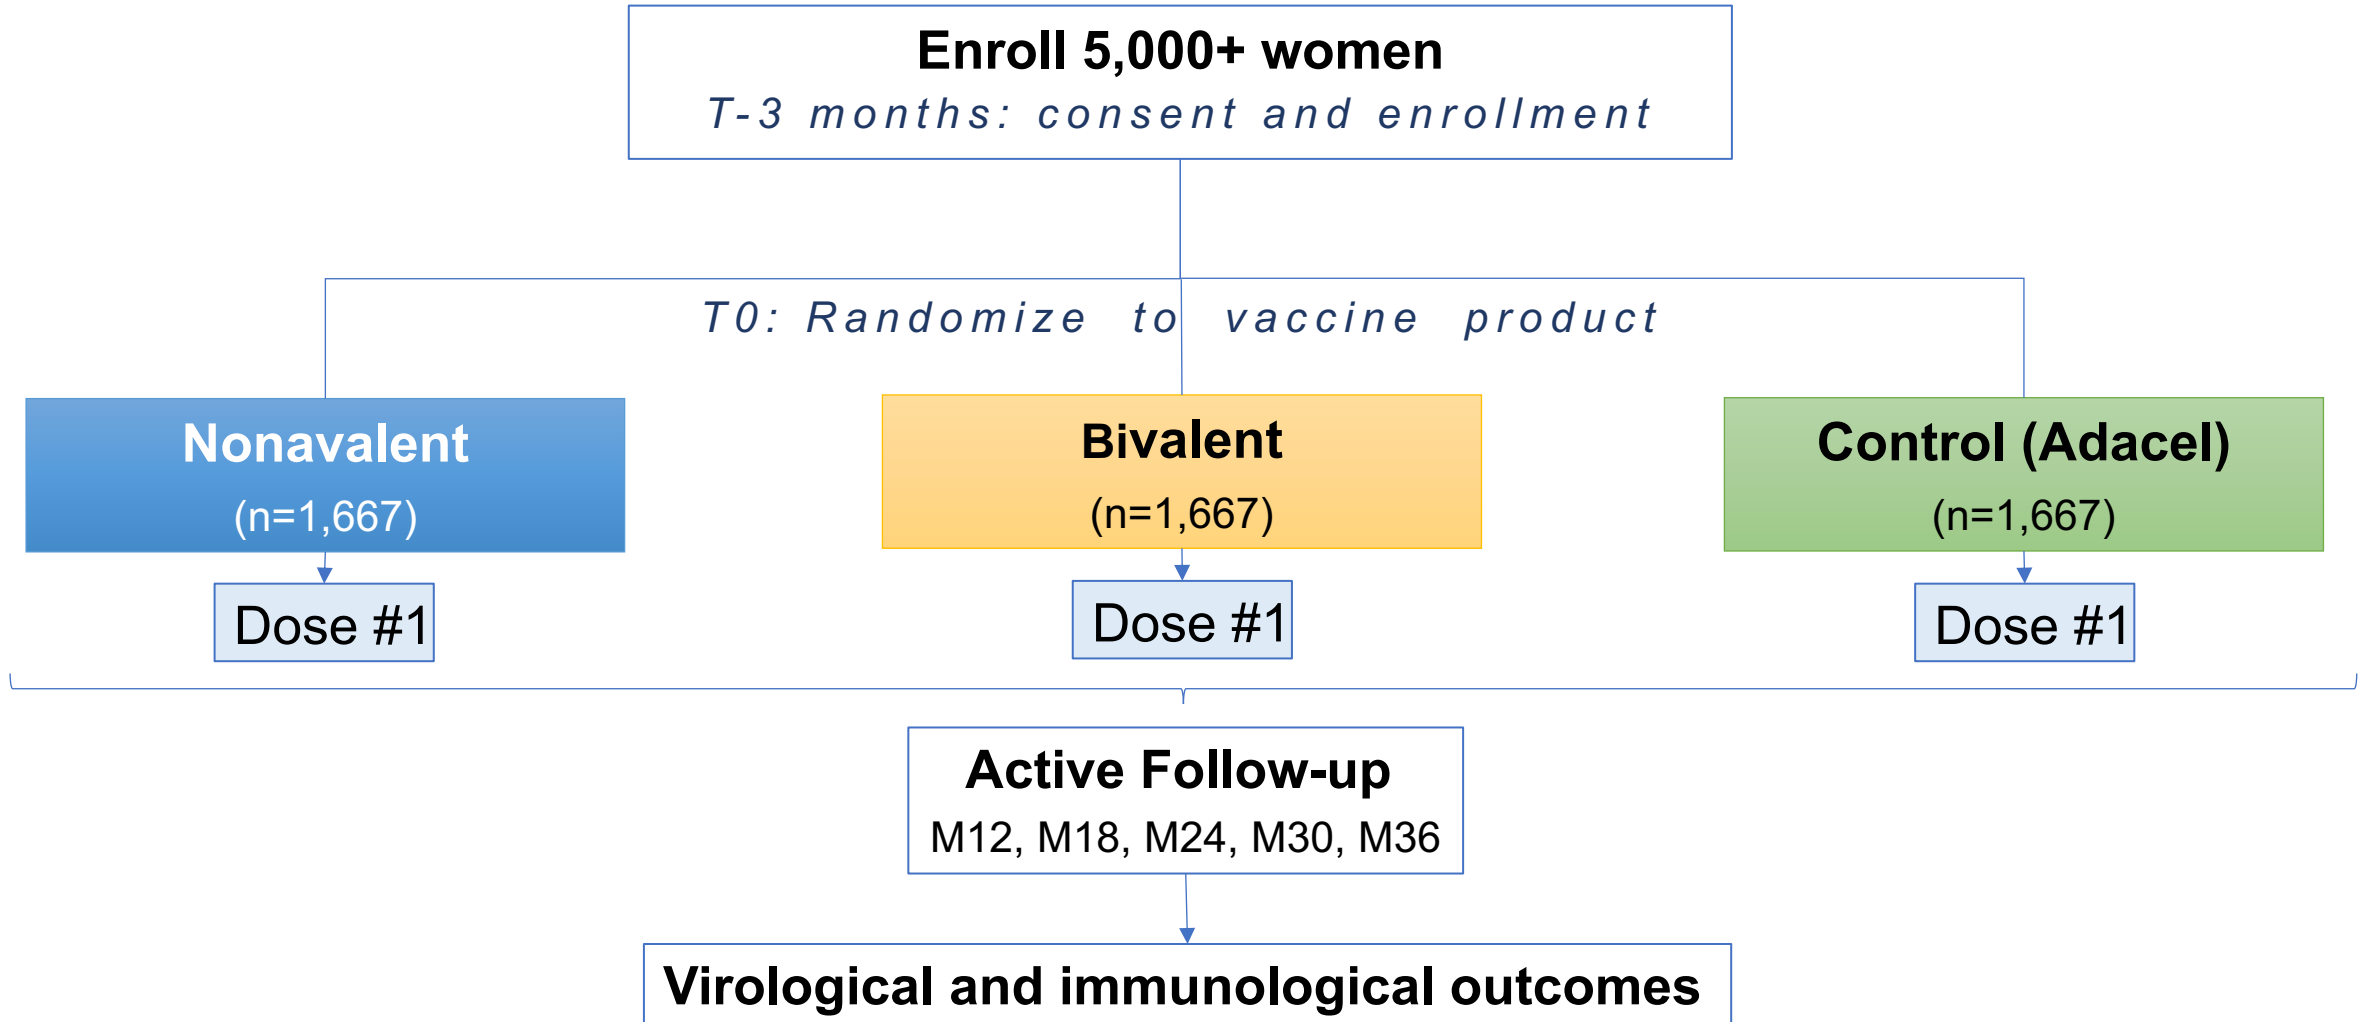 Enroll 5,000+ women
T-3 months: consent and enrollment
T0: Randomize to vaccine product
Nonavalent
(n=1,667)
Bivalent
(n=1,667)
Control (Adacel)
(n=1,667)
Dose #1
Dose #1
Dose #1
Active Follow-up
M12, M18, M24, M30, M36
Virological and immunological outcomes